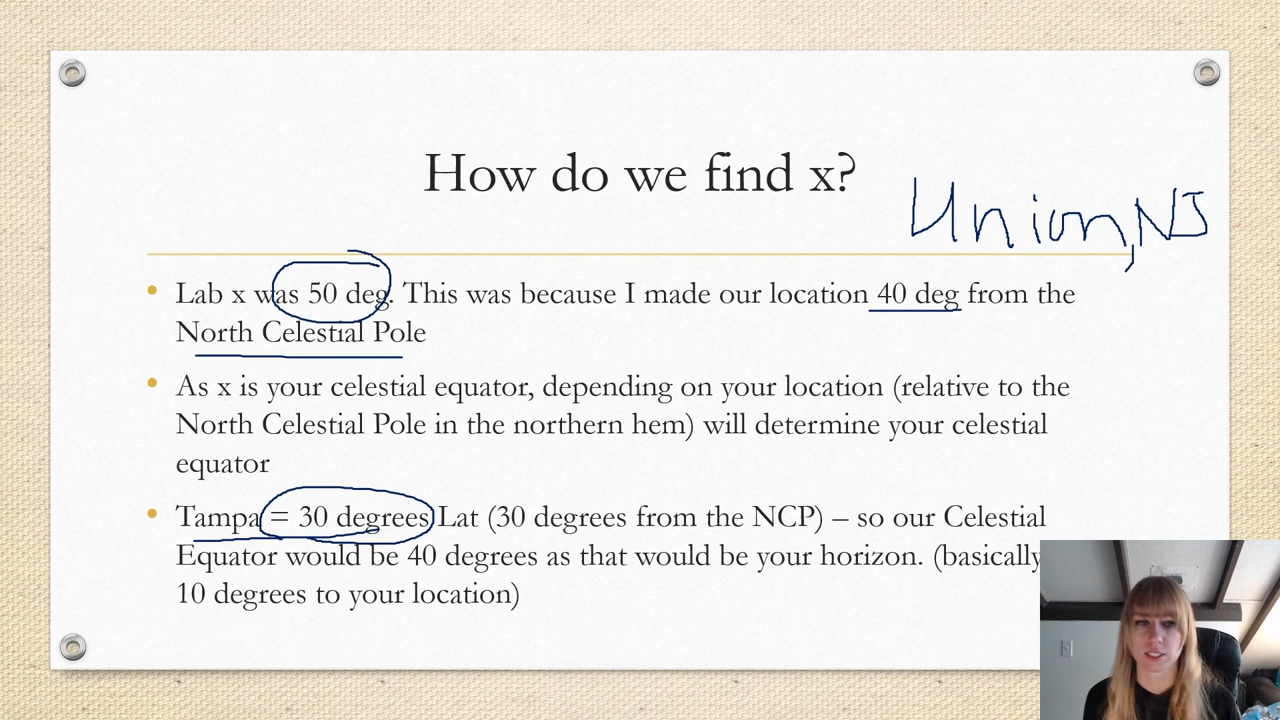 How do we find x?
Union, NJ
• Lab x was 50 deg. This was because I made our location 40 deg from the
North Celestial Pole
• As x is your celestial equator, depending on your location (relative to the
North Celestial Pole in the northern hem) will determine your celestial
equator
• Tampa = 30 degrees Lat (30 degrees from the NCP) – so our Celestial
Equator would be 40 degrees as that would be your horizon. (basically
10 degrees to your location)